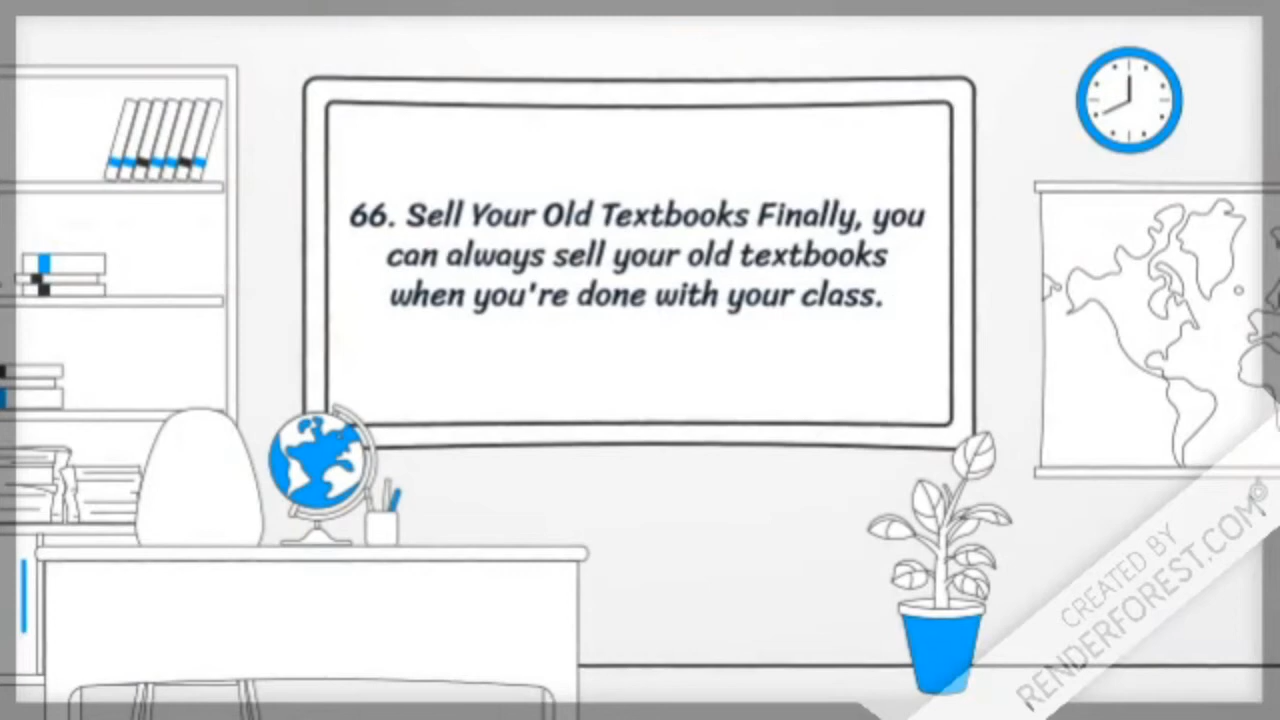 66. Sell Your Old Textbooks Finally, you
can always sell your old textbooks
when you're done with your class.
CREATED BY
RENDERFOREST.COM